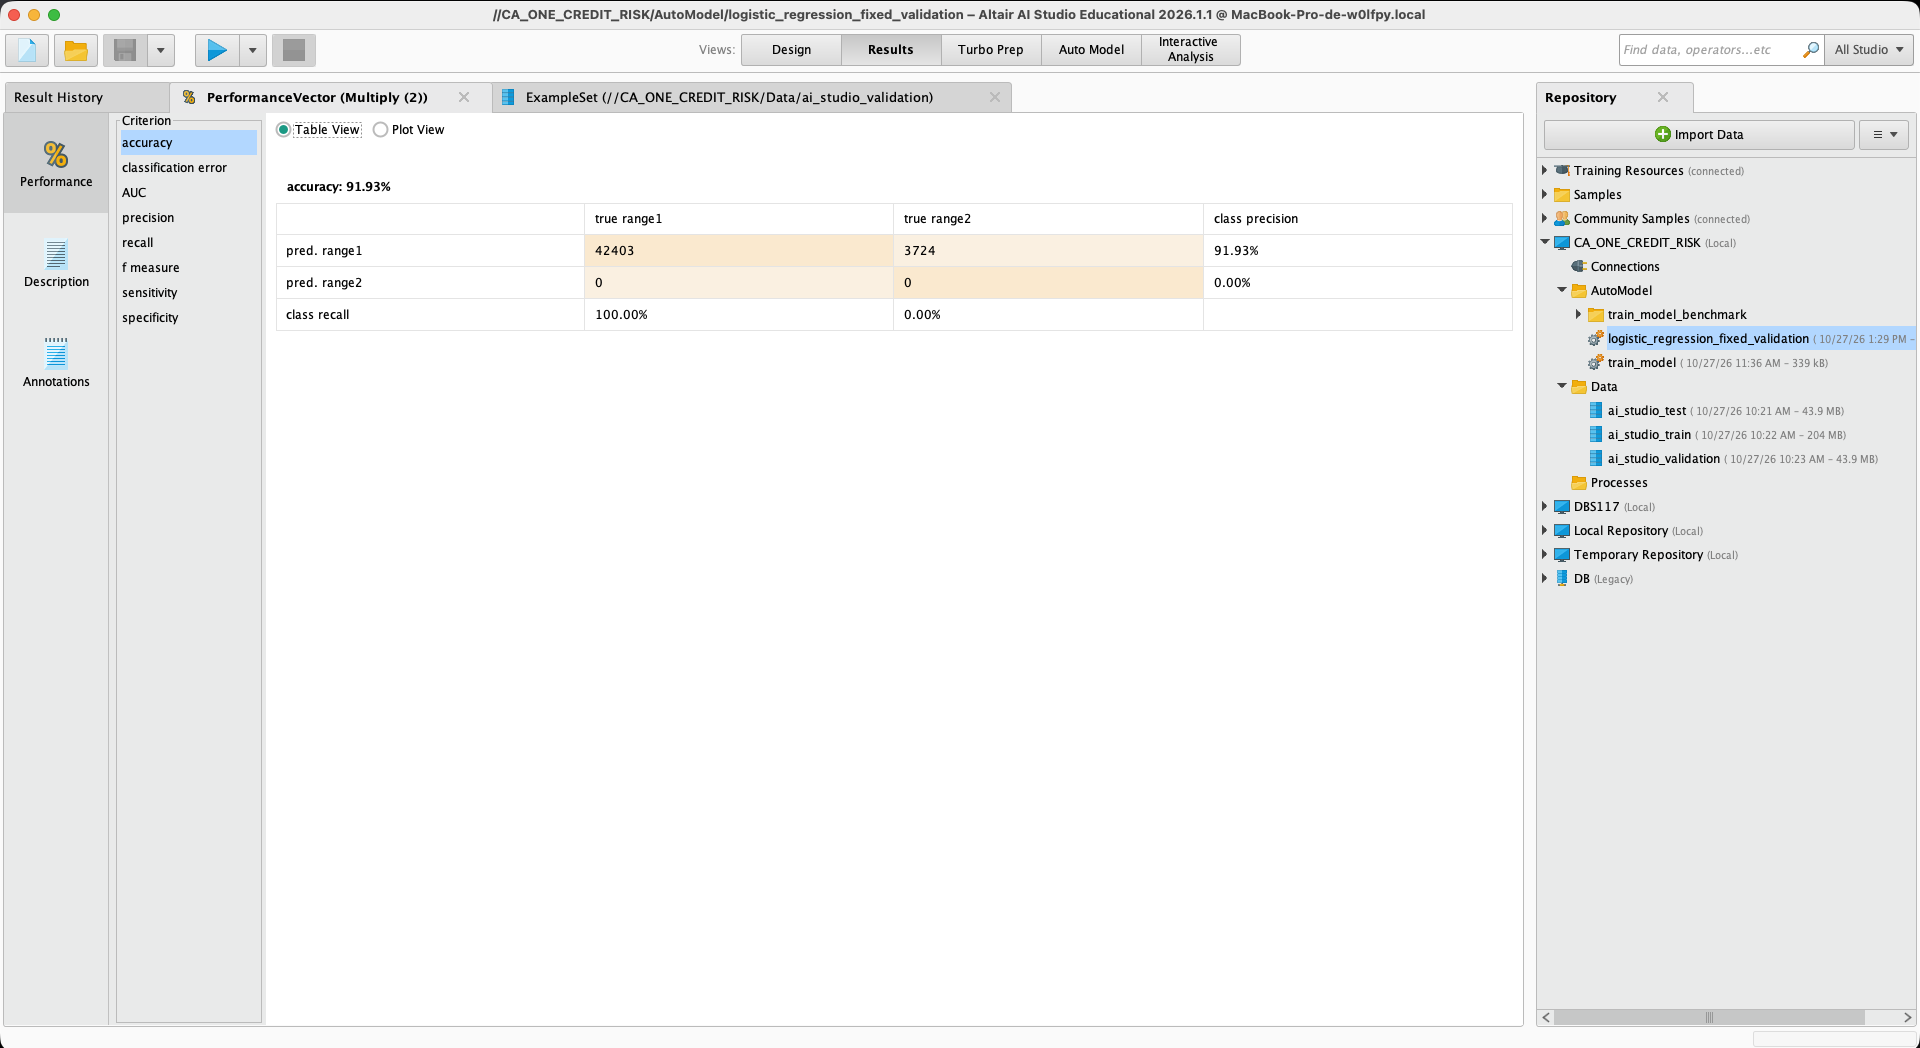 //CA_ONE_CREDIT_RISK/AutoModel/logistic_regression_fixed_validation – Altair AI Studio Educational 2026.1.1 @ MacBook-Pro-de-w0lfpy.local
Views:
Design
Results
Turbo Prep
Auto Model
Interactive
Analysis
Find data, operators...etc
All Studio
Result History
PerformanceVector (Multiply (2))
ExampleSet (//CA_ONE_CREDIT_RISK/Data/ai_studio_validation)
Performance
Description
Annotations
Criterion
accuracy
classification error
AUC
precision
recall
f measure
sensitivity
specificity
Table View
Plot View
accuracy: 91.93%
true range1 true range2 class precision
pred. range1 42403 3724 91.93%
pred. range2 0 0 0.00%
class recall 100.00% 0.00%
Repository
Import Data
Training Resources (connected)
Samples
Community Samples (connected)
CA_ONE_CREDIT_RISK (Local)
Connections
AutoModel
train_model_benchmark
logistic_regression_fixed_validation ( 10/27/26 1:29 PM –
train_model ( 10/27/26 11:36 AM – 339 kB)
Data
ai_studio_test ( 10/27/26 10:21 AM – 43.9 MB)
ai_studio_train ( 10/27/26 10:22 AM – 204 MB)
ai_studio_validation ( 10/27/26 10:23 AM – 43.9 MB)
Processes
DBS117 (Local)
Local Repository (Local)
Temporary Repository (Local)
DB (Legacy)